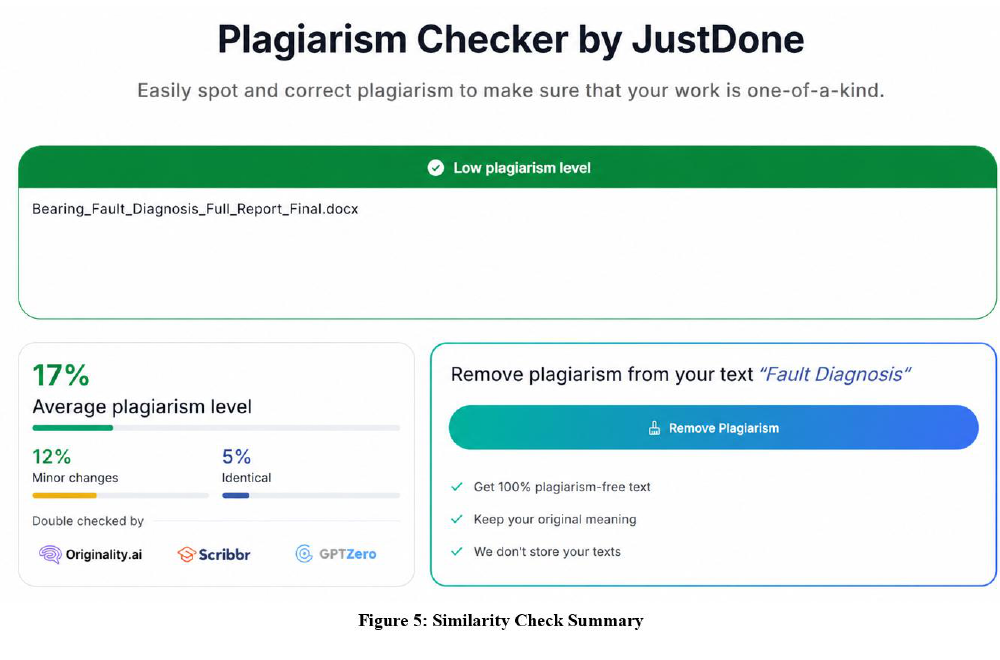 Plagiarism Checker by JustDone
Easily spot and correct plagiarism to make sure that your work is one-of-a-kind.
Low plagiarism level
Bearing_Fault_Diagnosis_Full_Report_Final.docx
17%
Average plagiarism level
12%
Minor changes
5%
Identical
Double checked by
Originality.ai
Scribbr
GPTZero
Remove plagiarism from your text “Fault Diagnosis“
Remove Plagiarism
Get 100% plagiarism-free text
Keep your original meaning
We don't store your texts
Figure 5: Similarity Check Summary